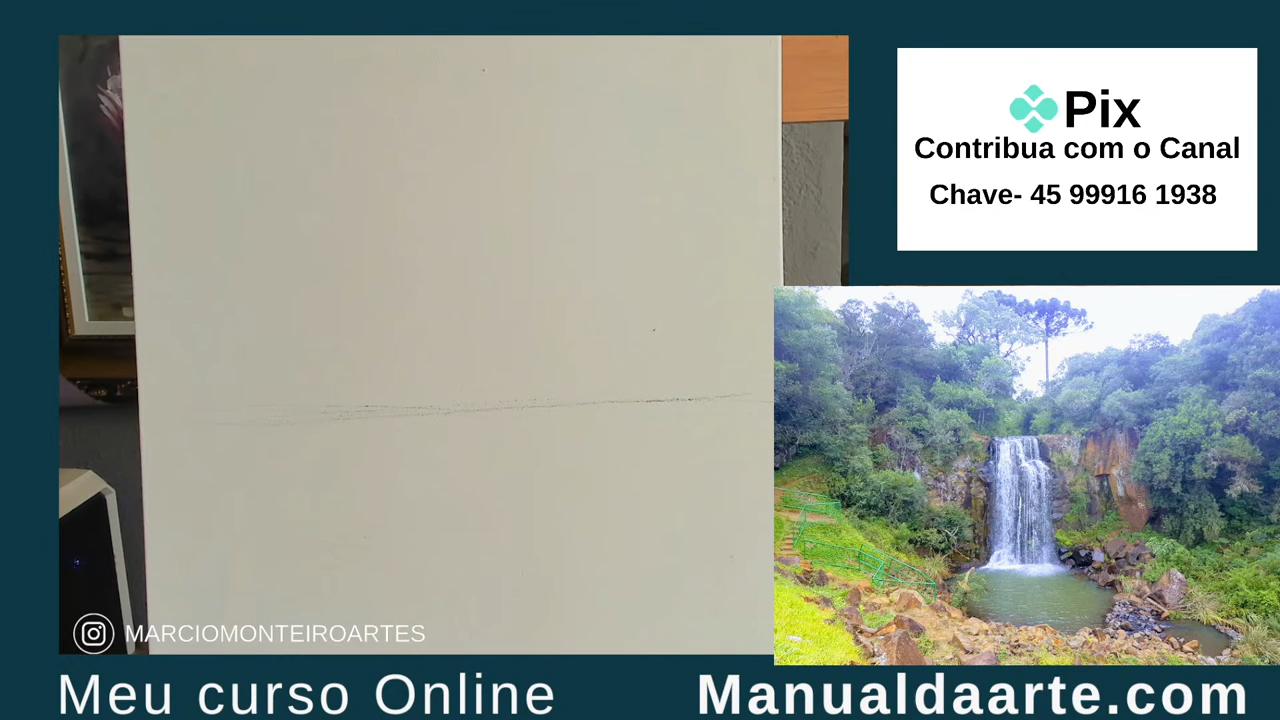 Pix
Contribua com o Canal
Chave- 45 99916 1938
MARCIOMONTEIROARTES
Meu curso Online
Manualdaarte.com